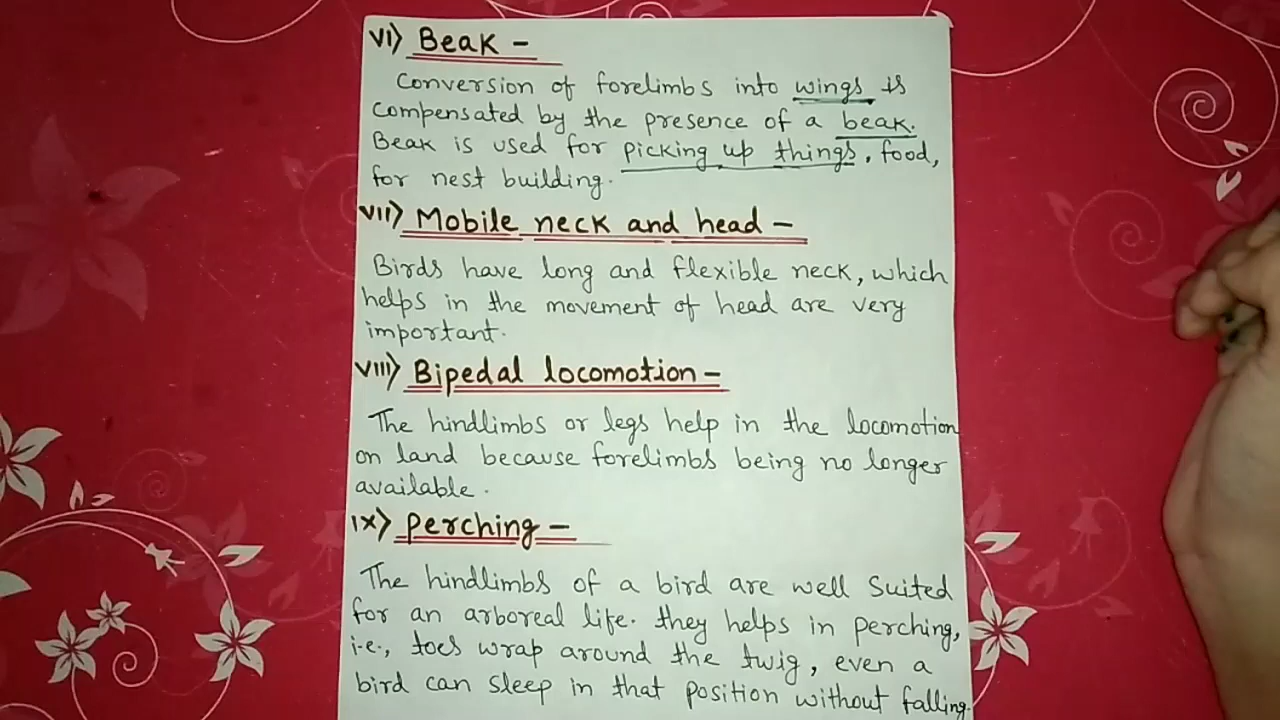 VI) Beak -
Conversion of forelimbs into wings is
compensated by the presence of a beak.
Beak is used for picking up things, food,
for nest building.
VII) Mobile neck and head -
Birds have long and flexible neck, which
helps in the movement of head are very
important.
VIII) Bipedal locomotion -
The hindlimbs or legs help in the locomotion
on land because forelimbs being no longer
available.
IX) Perching -
The hindlimbs of a bird are well suited
for an arboreal life. they helps in perching,
i.e., toes wrap around the twig, even a
bird can sleep in that position without falling.